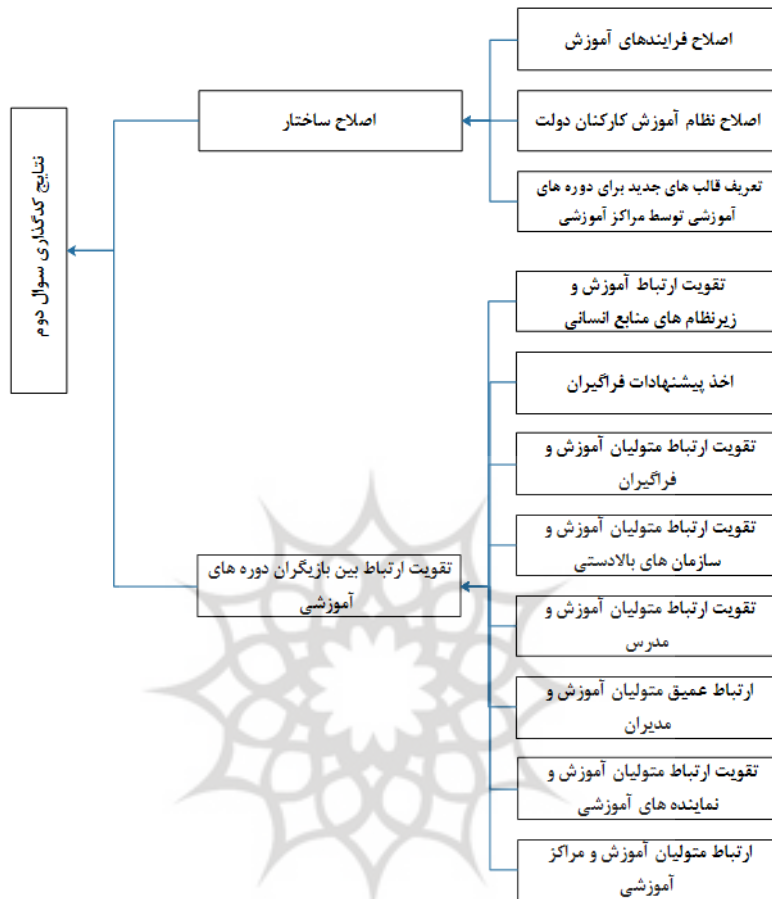 اصلاح فرایندهای آموزش
اصلاح نظام آموزش کارکنان دولت
تعریف قالب های جدید برای دوره های
آموزشی توسط مراکز آموزشی
اصلاح ساختار
نتایج کدگذاری سوال دوم
تقویت ارتباط آموزش و
زیرنظام های منابع انسانی
اخذ پیشنهادات فراگیران
تقویت ارتباط متولیان آموزش و
فراگیران
تقویت ارتباط متولیان آموزش و
سازمان های بالادستی
تقویت ارتباط بین بازیگران دوره های
آموزشی
تقویت ارتباط متولیان آموزش و
مدرس
ارتباط عمیق متولیان آموزش و
مدیران
تقویت ارتباط متولیان آموزش و
نماینده های آموزشی
ارتباط متولیان آموزش و مراکز
آموزشی